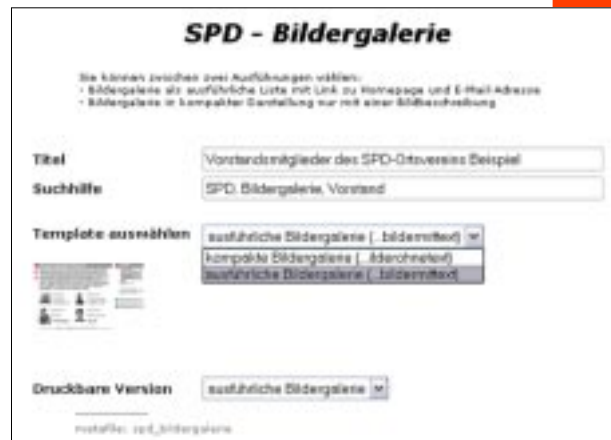 SPD - Bildergalerie
Sie können zwischen zwei Ausführungen wählen:
- Bildergalerie als ausführliche Liste mit Link zu Homepage und E-Mail-Adresse
- Bildergalerie in kompakter Darstellung nur mit einer Bildbeschreibung
Titel
Vorstandsmitglieder des SPD-Ortsvereins Beispiel
Suchhilfe
SPD, Bildergalerie, Vorstand
Template auswählen
ausführliche Bildergalerie (...bildermittext)
kompakte Bildergalerie (...ilderohnetext)
ausführliche Bildergalerie (...bildermittext)
Druckbare Version
ausführliche Bildergalerie
metafile: spd_bildergalerie